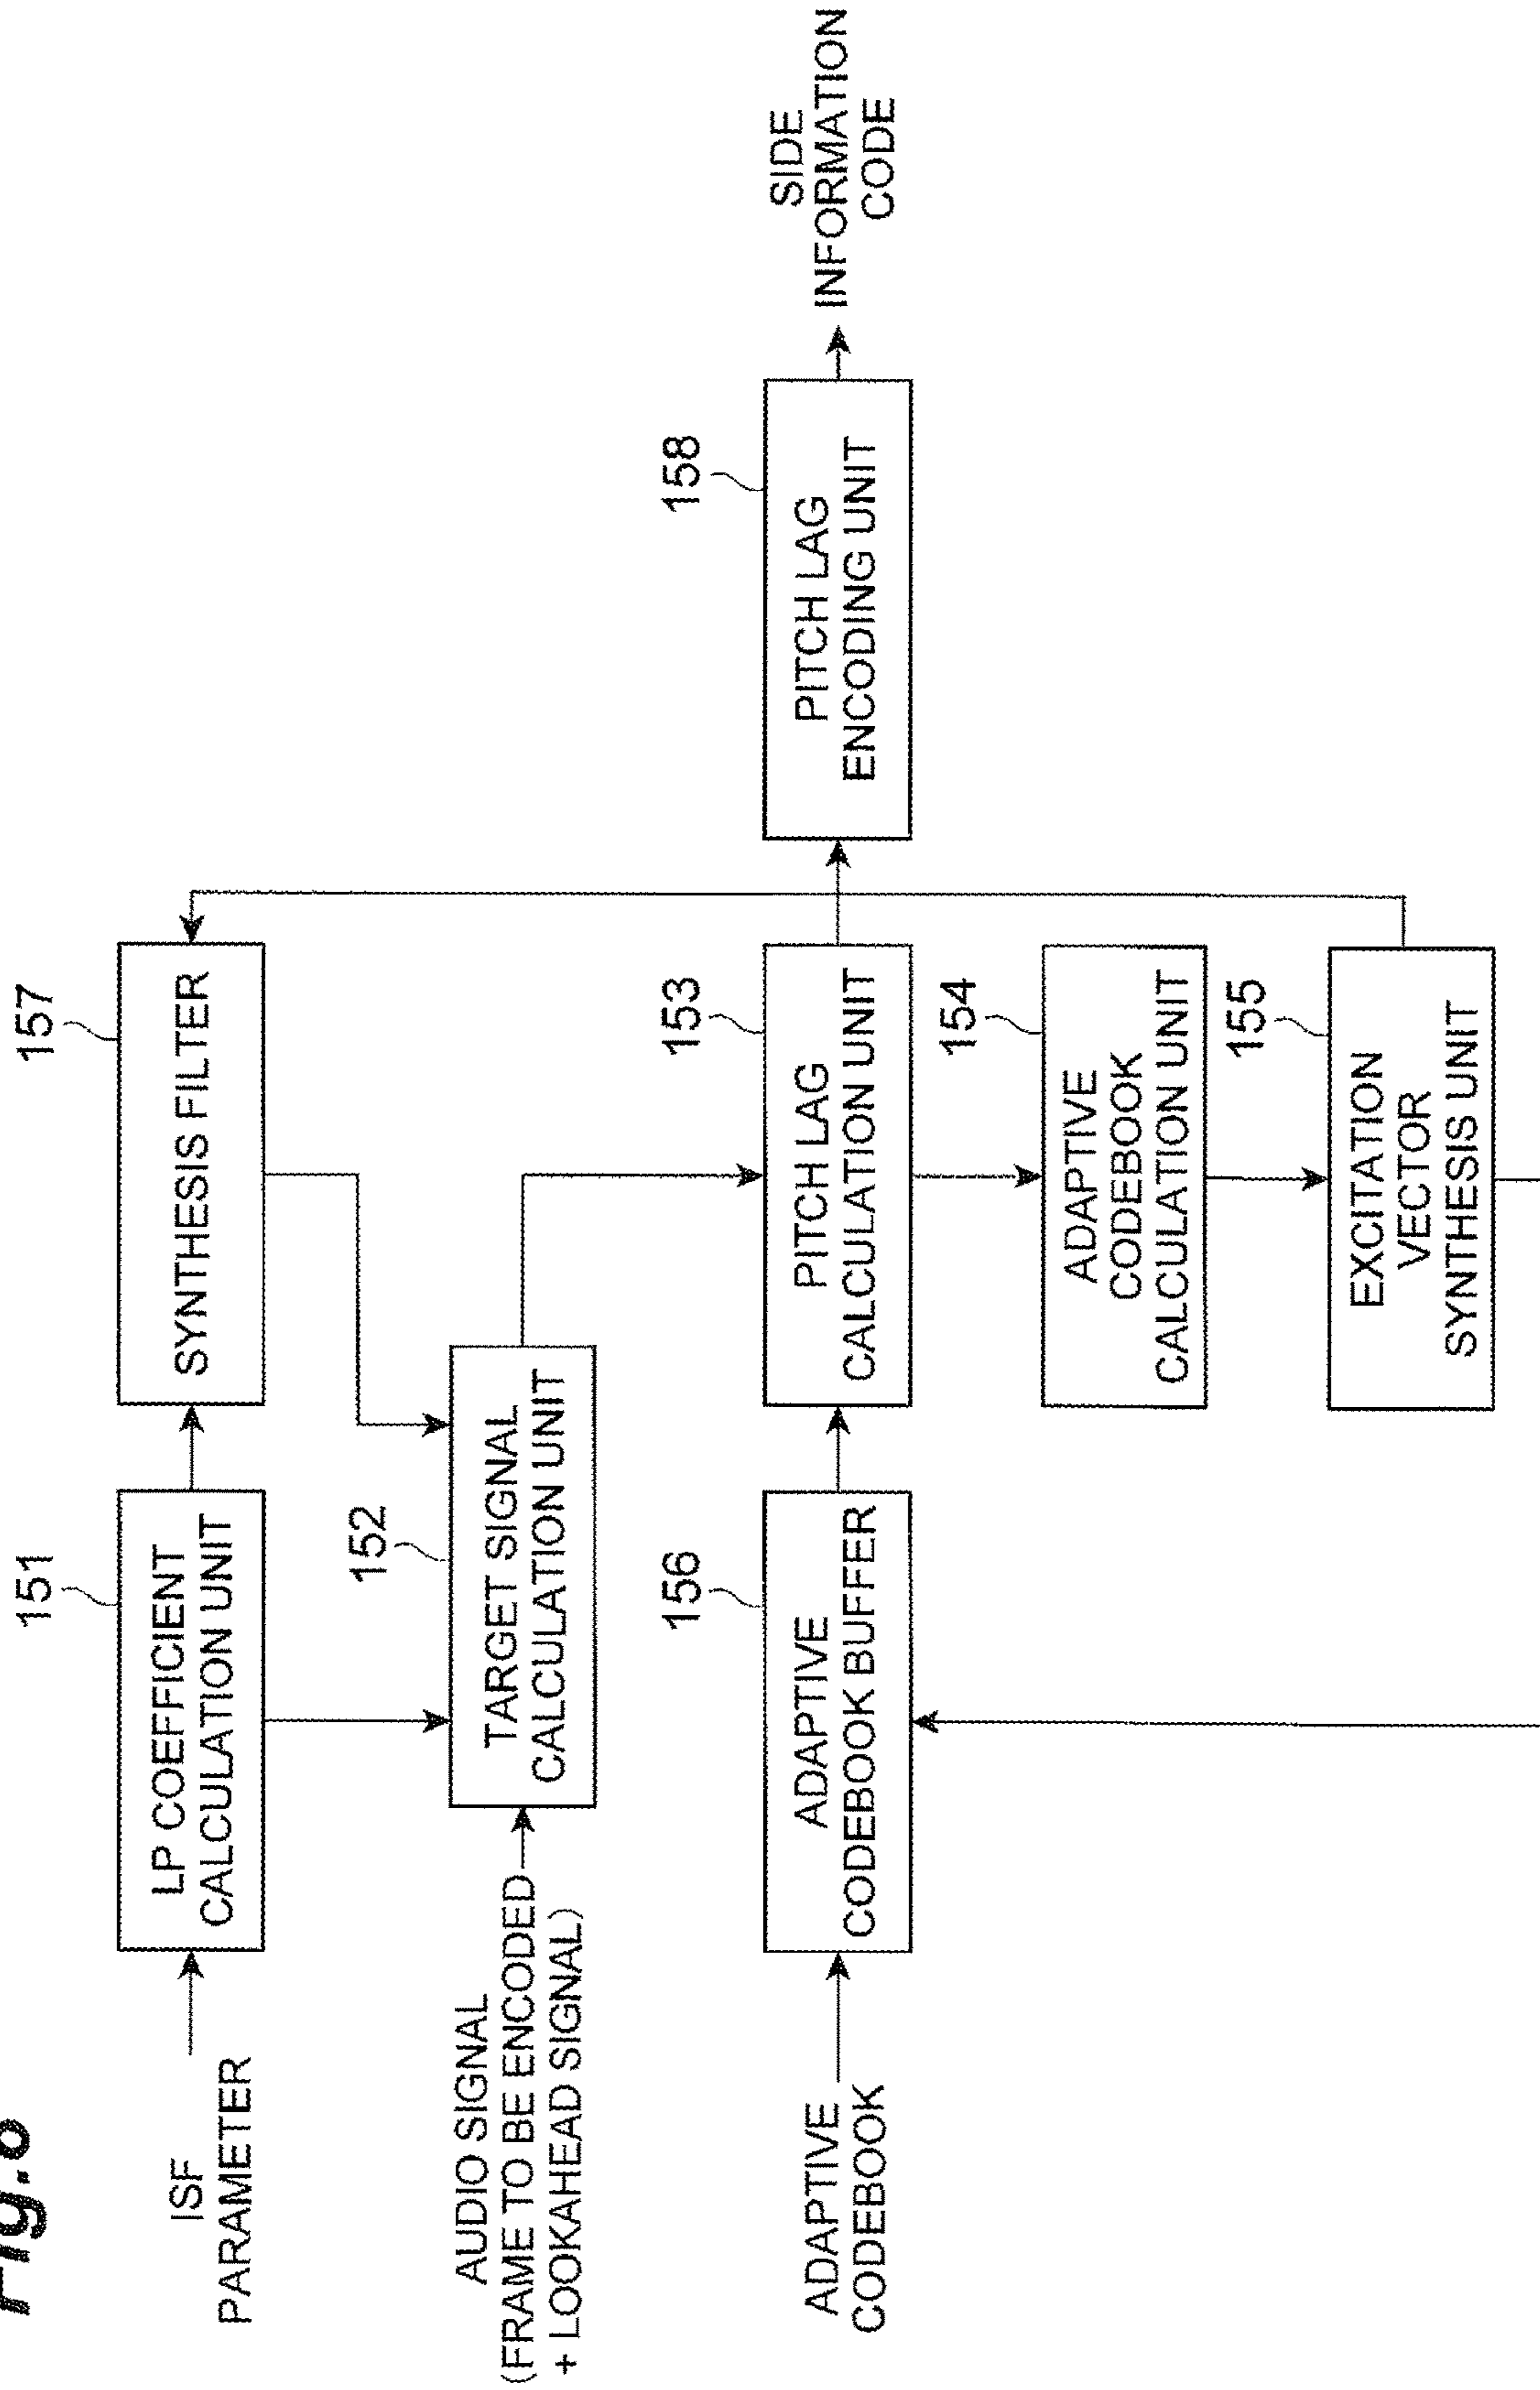 Fig.8
151
157
ISF
PARAMETER
LP COEFFICIENT
CALCULATION UNIT
SYNTHESIS FILTER
152
AUDIO SIGNAL
(FRAME TO BE ENCODED
+ LOOKAHEAD SIGNAL)
TARGET SIGNAL
CALCULATION UNIT
156
153
158
ADAPTIVE
CODEBOOK
ADAPTIVE
CODEBOOK BUFFER
PITCH LAG
CALCULATION UNIT
PITCH LAG
ENCODING UNIT
SIDE
INFORMATION
CODE
154
ADAPTIVE
CODEBOOK
CALCULATION UNIT
155
EXCITATION
VECTOR
SYNTHESIS UNIT